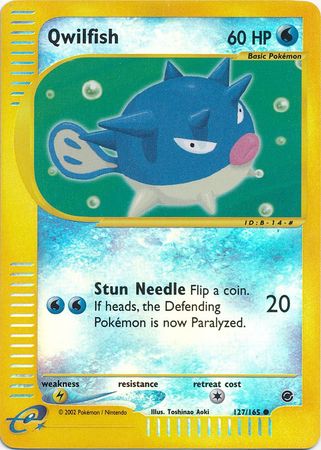 Qwilfish 60 HP
Basic Pokémon
ID:B-14-#
Stun Needle Flip a coin.
If heads, the Defending
Pokémon is now Paralyzed.
20
weakness resistance retreat cost
© 2002 Pokémon / Nintendo Illus. Toshinao Aoki 127/165 ●
e